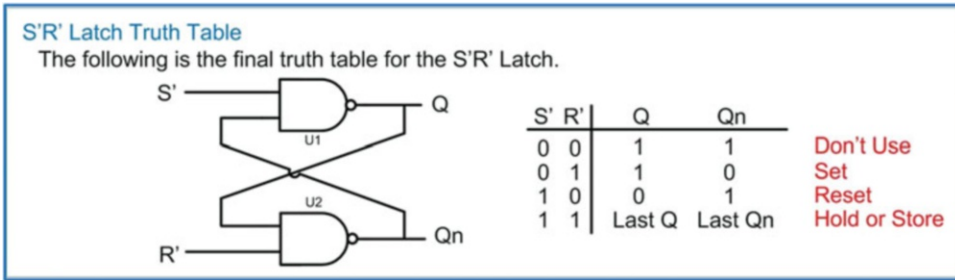 S'R' Latch Truth Table
The following is the final truth table for the S'R' Latch.
S'
Q
U1
U2
Qn
R'
S' R' Q Qn
0 0 1 1 Don't Use
0 1 1 0 Set
1 0 0 1 Reset
1 1 Last Q Last Qn Hold or Store